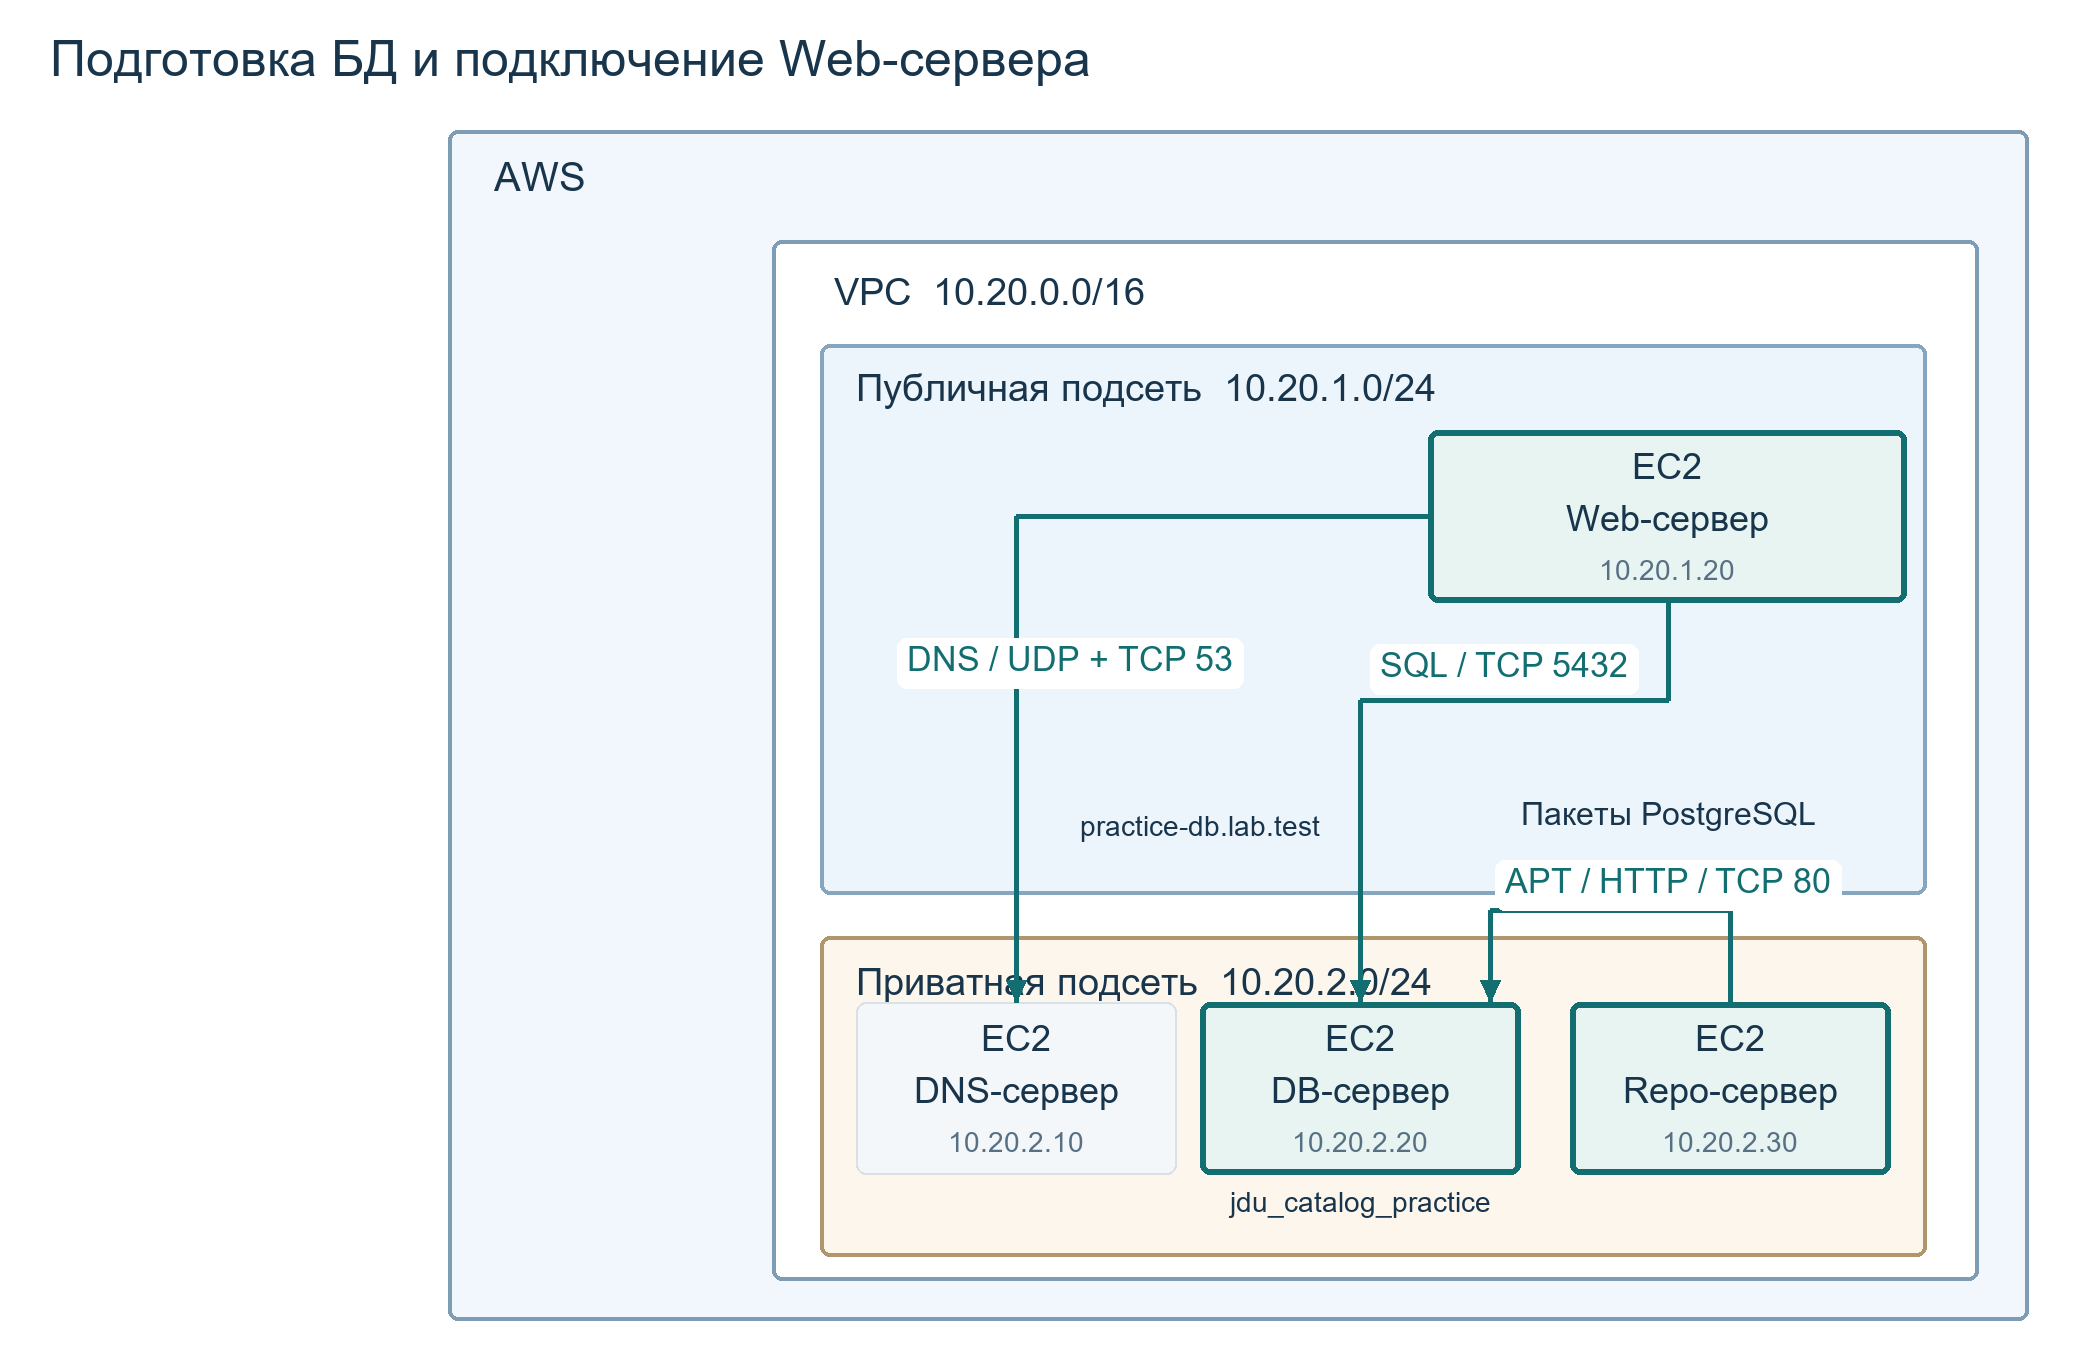 Подготовка БД и подключение Web-сервера
AWS
VPC  10.20.0.0/16
Публичная подсеть  10.20.1.0/24
EC2
Web-сервер
10.20.1.20
DNS / UDP + TCP 53
SQL / TCP 5432
practice-db.lab.test
Пакеты PostgreSQL
APT / HTTP / TCP 80
Приватная подсеть  10.20.2.0/24
EC2
DNS-сервер
10.20.2.10
EC2
DB-сервер
10.20.2.20
EC2
Repo-сервер
10.20.2.30
jdu_catalog_practice